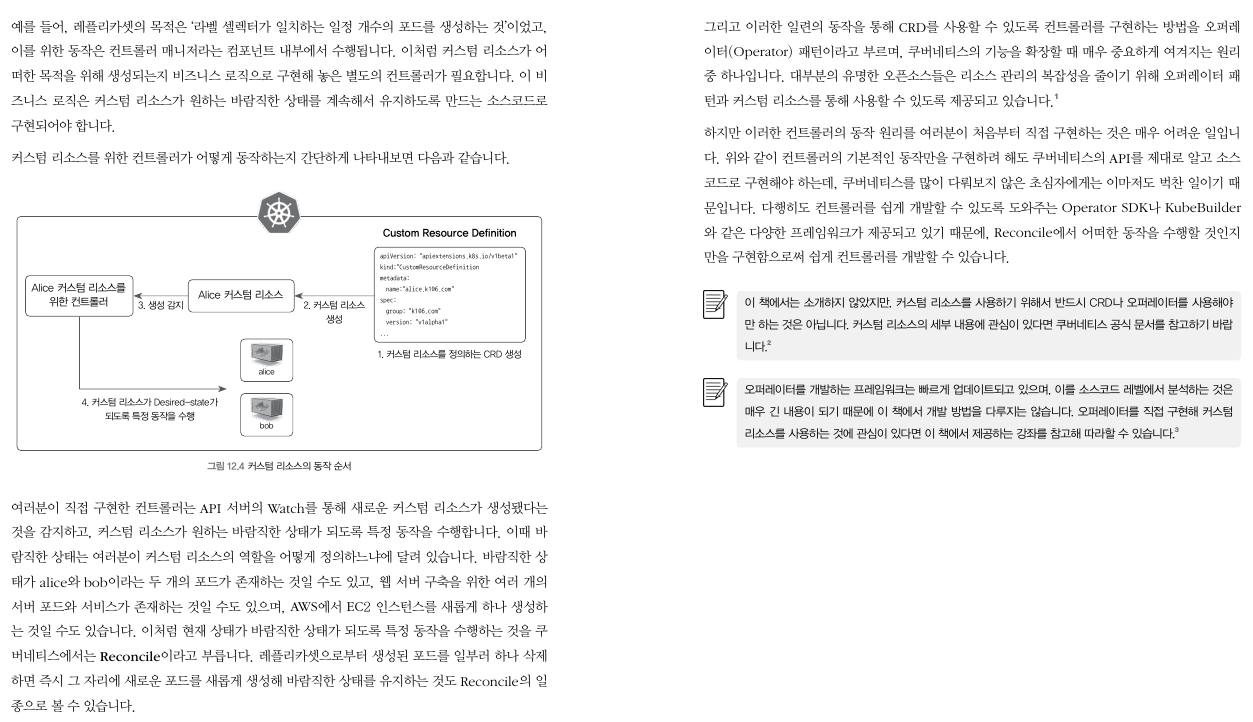 예를 들어, 레플리카셋의 목적은 '라벨 셀렉터가 일치하는 일정 개수의 포드를 생성하는 것'이었고,
이를 위한 동작은 컨트롤러 매니저라는 컴포넌트 내부에서 수행됩니다. 이처럼 커스텀 리소스가 어
떠한 목적을 위해 생성되는지 비즈니스 로직으로 구현해 놓은 별도의 컨트롤러가 필요합니다. 이 비
즈니스 로직은 커스텀 리소스가 원하는 바람직한 상태를 계속해서 유지하도록 만드는 소스코드로
구현되어야 합니다.
커스텀 리소스를 위한 컨트롤러가 어떻게 동작하는지 간단하게 나타내보면 다음과 같습니다.
Custom Resource Definition
apiVersion: "apiextensions.k8s.io/v1beta1"
kind:"CustomResourceDefinition
metadata:
name:"alice.k106.com"
spec:
group: "k106.com"
version: "v1alpha1"
...
1. 커스텀 리소스를 정의하는 CRD 생성
2. 커스텀 리소스
생성
Alice 커스텀 리소스
3. 생성 감지
Alice 커스텀 리소스를
위한 컨트롤러
4. 커스텀 리소스가 Desired-state가
되도록 특정 동작을 수행
alice
bob
그림 12.4 커스텀 리소스의 동작 순서
여러분이 직접 구현한 컨트롤러는 API 서버의 Watch를 통해 새로운 커스텀 리소스가 생성됐다는
것을 감지하고, 커스텀 리소스가 원하는 바람직한 상태가 되도록 특정 동작을 수행합니다. 이때 바
람직한 상태는 여러분이 커스텀 리소스의 역할을 어떻게 정의하느냐에 달려 있습니다. 바람직한 상
태가 alice와 bob이라는 두 개의 포드가 존재하는 것일 수도 있고, 웹 서버 구축을 위한 여러 개의
서버 포드와 서비스가 존재하는 것일 수도 있으며, AWS에서 EC2 인스턴스를 새롭게 하나 생성하
는 것일 수도 있습니다. 이처럼 현재 상태가 바람직한 상태가 되도록 특정 동작을 수행하는 것을 쿠
버네티스에서는 Reconcile이라고 부릅니다. 레플리카셋으로부터 생성된 포드를 일부러 하나 삭제
하면 즉시 그 자리에 새로운 포드를 새롭게 생성해 바람직한 상태를 유지하는 것도 Reconcile의 일
종으로 볼 수 있습니다.
그리고 이러한 일련의 동작을 통해 CRD를 사용할 수 있도록 컨트롤러를 구현하는 방법을 오퍼레
이터(Operator) 패턴이라고 부르며, 쿠버네티스의 기능을 확장할 때 매우 중요하게 여겨지는 원리
중 하나입니다. 대부분의 유명한 오픈소스들은 리소스 관리의 복잡성을 줄이기 위해 오퍼레이터 패
턴과 커스텀 리소스를 통해 사용할 수 있도록 제공되고 있습니다.¹
하지만 이러한 컨트롤러의 동작 원리를 여러분이 처음부터 직접 구현하는 것은 매우 어려운 일입니
다. 위와 같이 컨트롤러의 기본적인 동작만을 구현하려 해도 쿠버네티스의 API를 제대로 알고 소스
코드로 구현해야 하는데, 쿠버네티스를 많이 다뤄보지 않은 초심자에게는 이마저도 벅찬 일이기 때
문입니다. 다행히도 컨트롤러를 쉽게 개발할 수 있도록 도와주는 Operator SDK나 KubeBuilder
와 같은 다양한 프레임워크가 제공되고 있기 때문에, Reconcile에서 어떠한 동작을 수행할 것인지
만을 구현함으로써 쉽게 컨트롤러를 개발할 수 있습니다.
이 책에서는 소개하지 않았지만, 커스텀 리소스를 사용하기 위해서 반드시 CRD나 오퍼레이터를 사용해야
만 하는 것은 아닙니다. 커스텀 리소스의 세부 내용에 관심이 있다면 쿠버네티스 공식 문서를 참고하기 바랍
니다.²
오퍼레이터를 개발하는 프레임워크는 빠르게 업데이트되고 있으며, 이를 소스코드 레벨에서 분석하는 것은
매우 긴 내용이 되기 때문에 이 책에서 개발 방법을 다루지는 않습니다. 오퍼레이터를 직접 구현해 커스텀
리소스를 사용하는 것에 관심이 있다면 이 책에서 제공하는 강좌를 참고해 따라할 수 있습니다.³